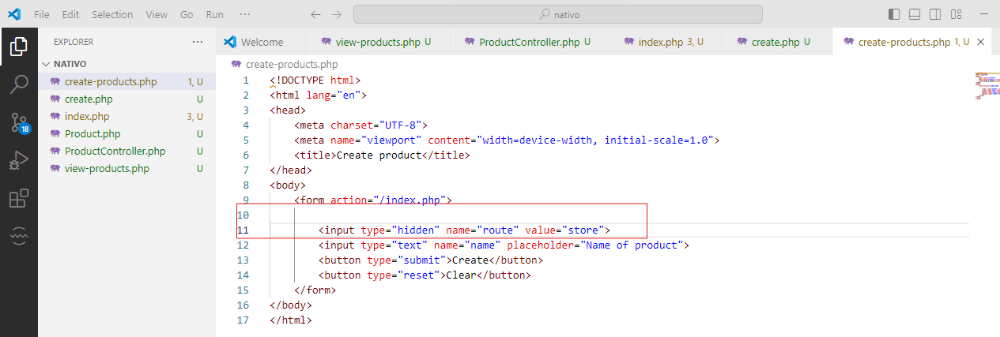 File Edit Selection View Go Run ··· ← → nativo
EXPLORER ···
NATIVO
create-products.php 1, U
create.php U
index.php 3, U
Product.php U
ProductController.php U
view-products.php U
18
Welcome view-products.php U ProductController.php U index.php 3, U create.php U create-products.php 1, U ×
create-products.php
1 <!DOCTYPE html>
2 <html lang="en">
3 <head>
4 <meta charset="UTF-8">
5 <meta name="viewport" content="width=device-width, initial-scale=1.0">
6 <title>Create product</title>
7 </head>
8 <body>
9 <form action="/index.php">
10
11 <input type="hidden" name="route" value="store">
12 <input type="text" name="name" placeholder="Name of product">
13 <button type="submit">Create</button>
14 <button type="reset">Clear</button>
15 </form>
16 </body>
17 </html>